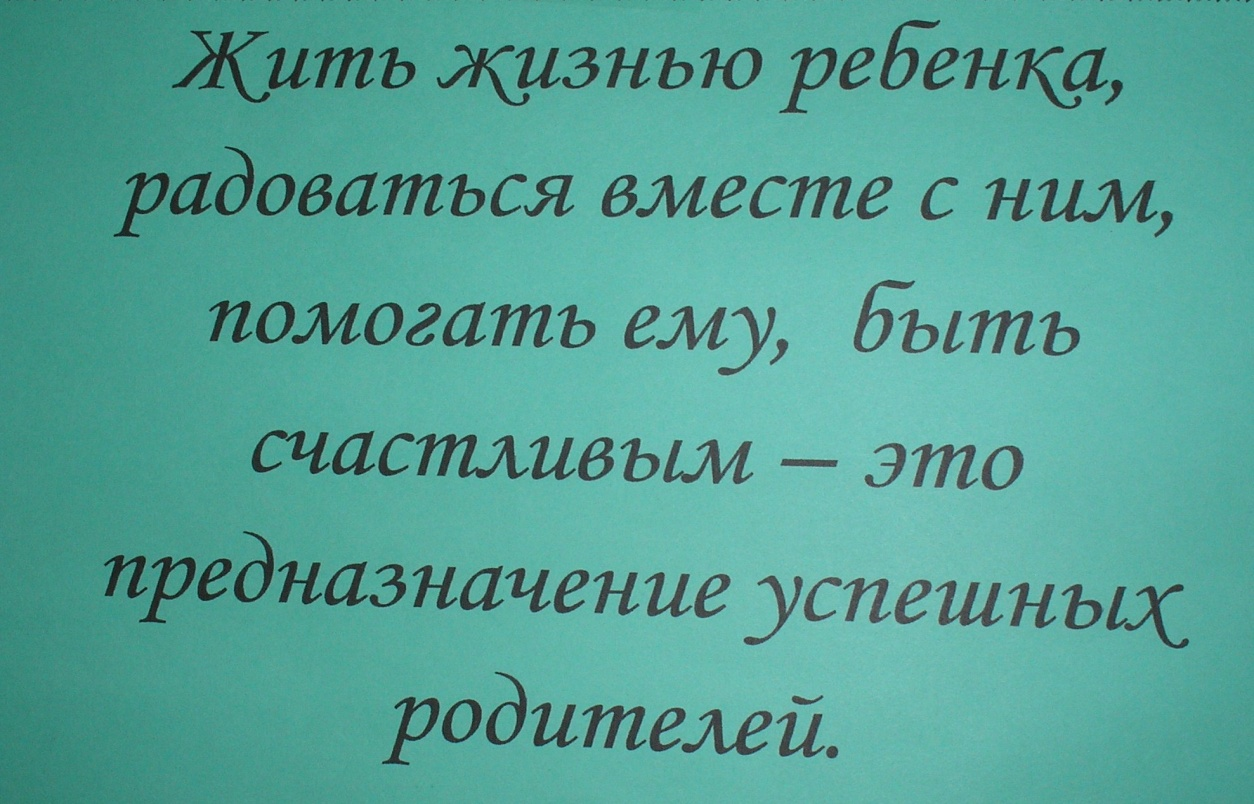 Жить жизнью ребенка,
радоваться вместе с ним,
помогать ему, быть
счастливым – это
предназначение успешных
родителей.